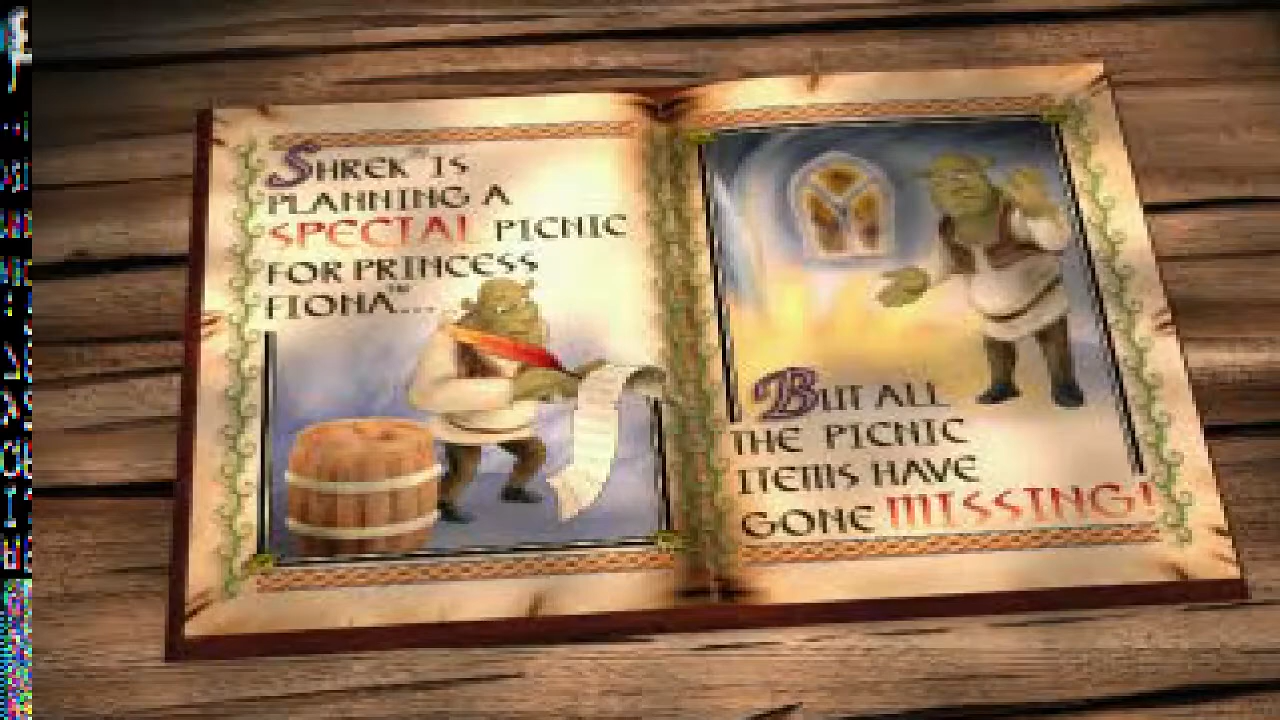 SHREK™ IS
PLANNING A
SPECIAL PICNIC
FOR PRINCESS
FIONA™...
BUT ALL
THE PICNIC
ITEMS HAVE
GONE MISSING!